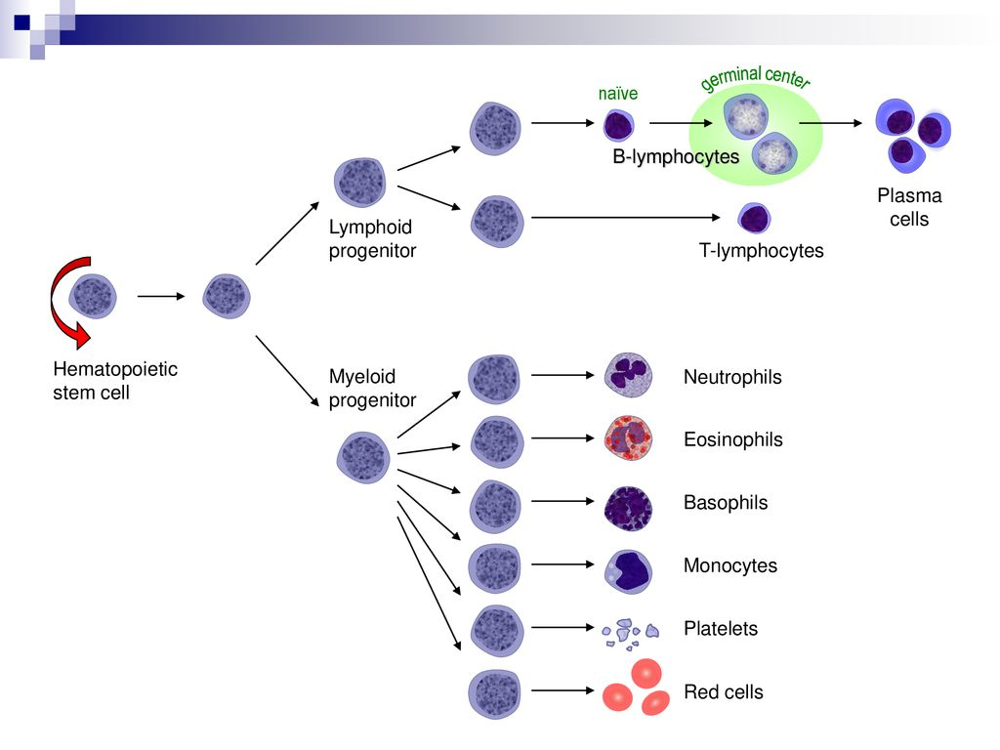 germinal center
naïve
B-lymphocytes
Plasma
cells
Lymphoid
progenitor
T-lymphocytes
Hematopoietic
stem cell
Myeloid
progenitor
Neutrophils
Eosinophils
Basophils
Monocytes
Platelets
Red cells